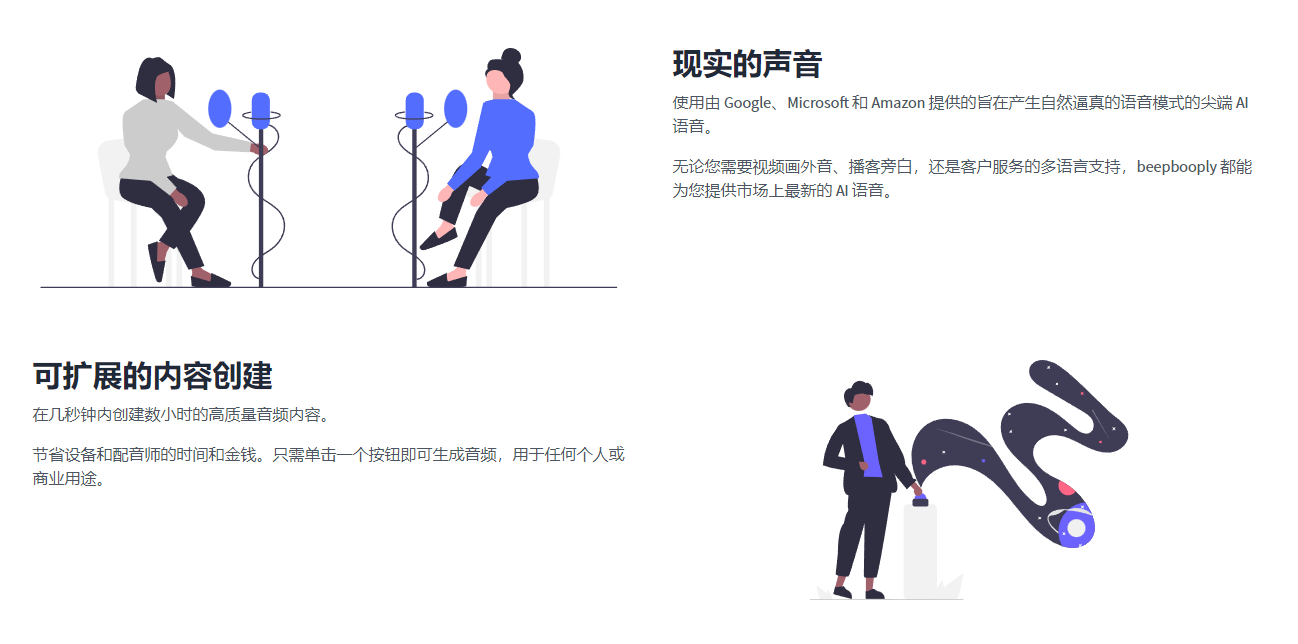 现实的声音
使用由 Google、Microsoft 和 Amazon 提供的旨在产生自然逼真的语音模式的尖端 AI
语音。
无论您需要视频画外音、播客旁白，还是客户服务的多语言支持，beepbooply 都能
为您提供市场上最新的 AI 语音。
可扩展的内容创建
在几秒钟内创建数小时的高质量音频内容。
节省设备和配音师的时间和金钱。只需单击一个按钮即可生成音频，用于任何个人或
商业用途。